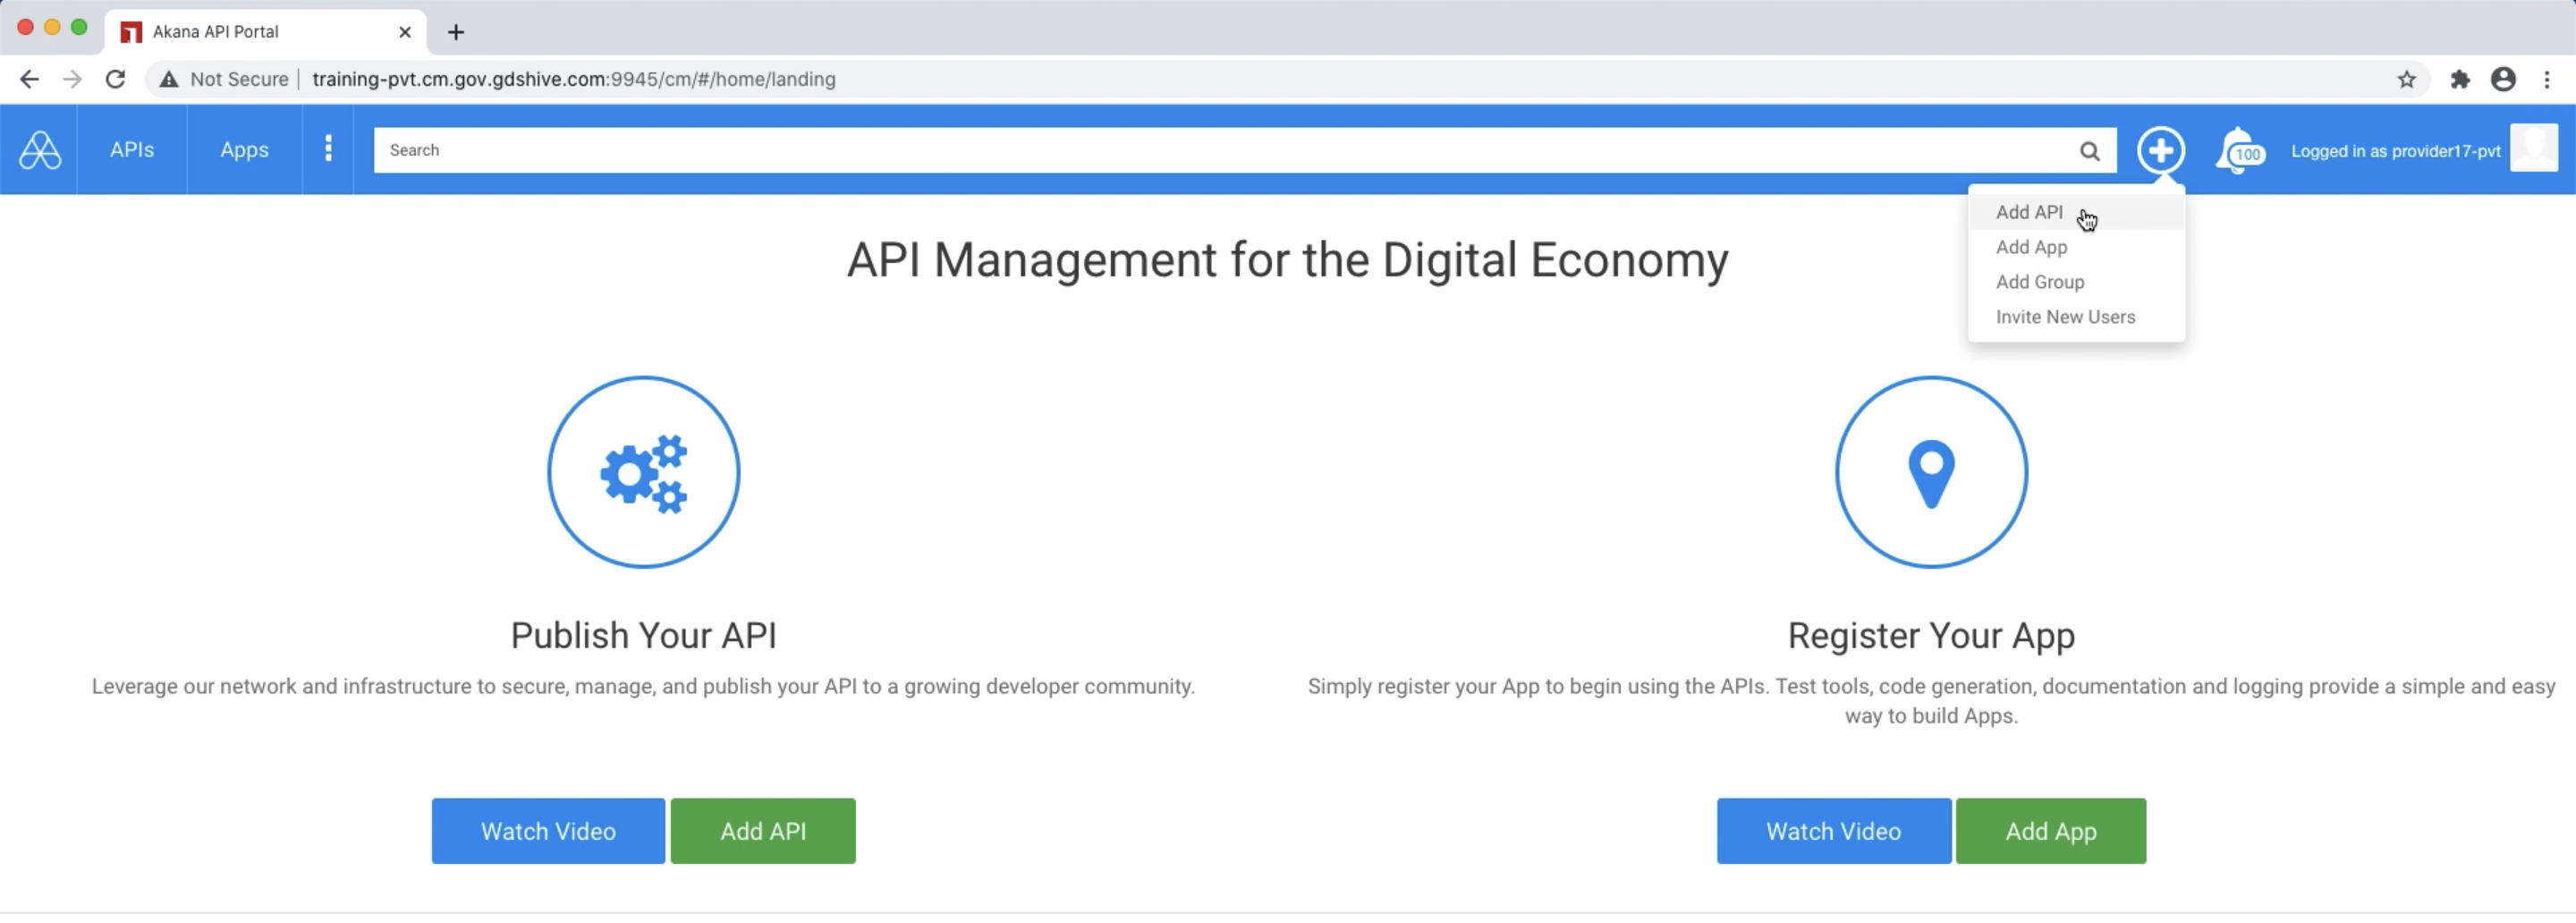 Akana API Portal
Not Secure training-pvt.cm.gov.gdshive.com:9945/cm/#/home/landing
APIs Apps Search 100 Logged in as provider17-pvt
Add API
Add App
Add Group
Invite New Users
API Management for the Digital Economy
Publish Your API
Leverage our network and infrastructure to secure, manage, and publish your API to a growing developer community.
Watch Video Add API
Register Your App
Simply register your App to begin using the APIs. Test tools, code generation, documentation and logging provide a simple and easy
way to build Apps.
Watch Video Add App